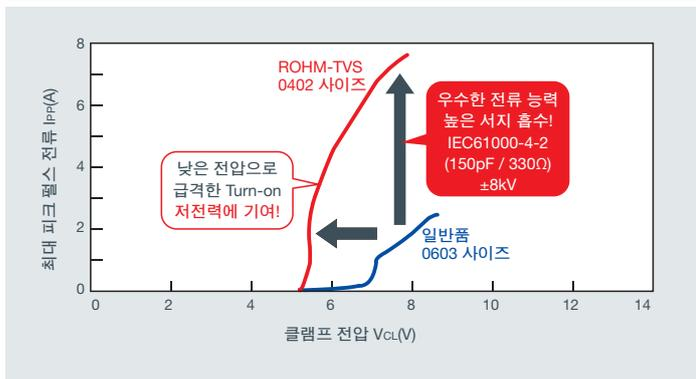 8
6
4
2
0
최대 피크 펄스 전류 IPP(A)
ROHM-TVS
0402 사이즈
우수한 전류 능력
높은 서지 흡수!
IEC61000-4-2
(150pF / 330Ω)
±8kV
낮은 전압으로
급격한 Turn-on
저전력에 기여!
일반품
0603 사이즈
0 2 4 6 8 10 12 14
클램프 전압 VCL(V)